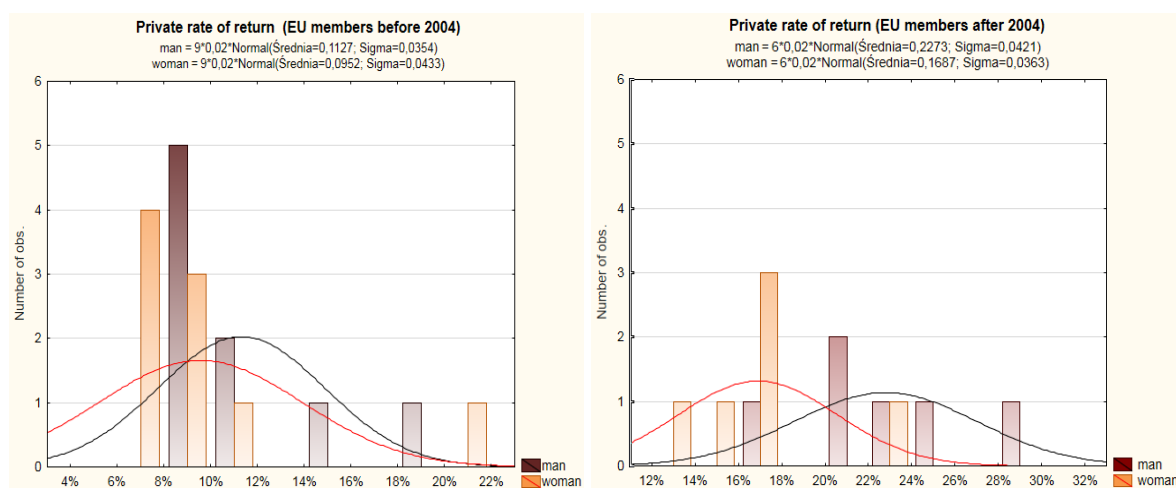 Private rate of return (EU members before 2004)
man = 9*0,02*Normal(Średnia=0,1127; Sigma=0,0354)
woman = 9*0,02*Normal(Średnia=0,0952; Sigma=0,0433)
6
5
4
3
2
1
0
Number of obs.
4% 6% 8% 10% 12% 14% 16% 18% 20% 22%
man
woman
Private rate of return (EU members after 2004)
man = 6*0,02*Normal(Średnia=0,2273; Sigma=0,0421)
woman = 6*0,02*Normal(Średnia=0,1687; Sigma=0,0363)
6
5
4
3
2
1
0
Number of obs.
12% 14% 16% 18% 20% 22% 24% 26% 28% 30% 32%
man
woman